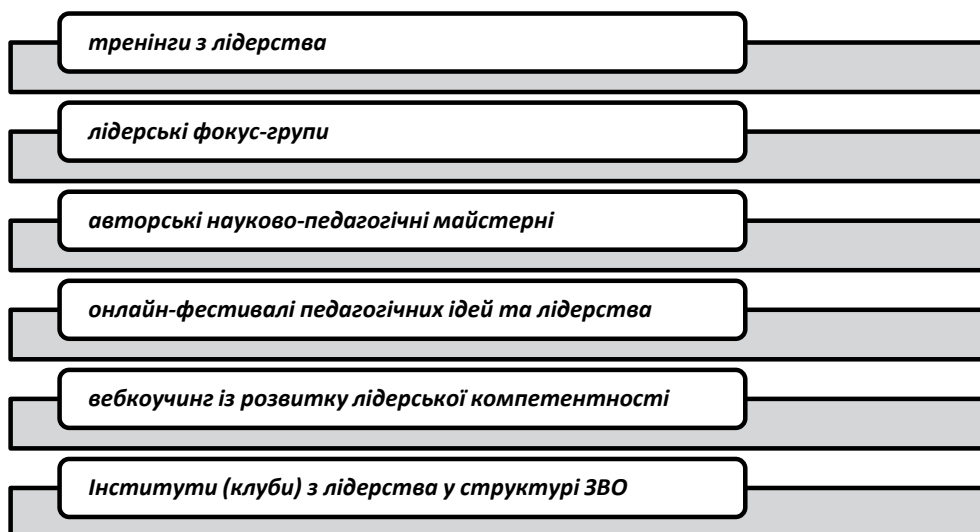 тренінги з лідерства
лідерські фокус-групи
авторські науково-педагогічні майстерні
онлайн-фестивалі педагогічних ідей та лідерства
вебкоучинг із розвитку лідерської компетентності
Інститути (клуби) з лідерства у структурі ЗВО